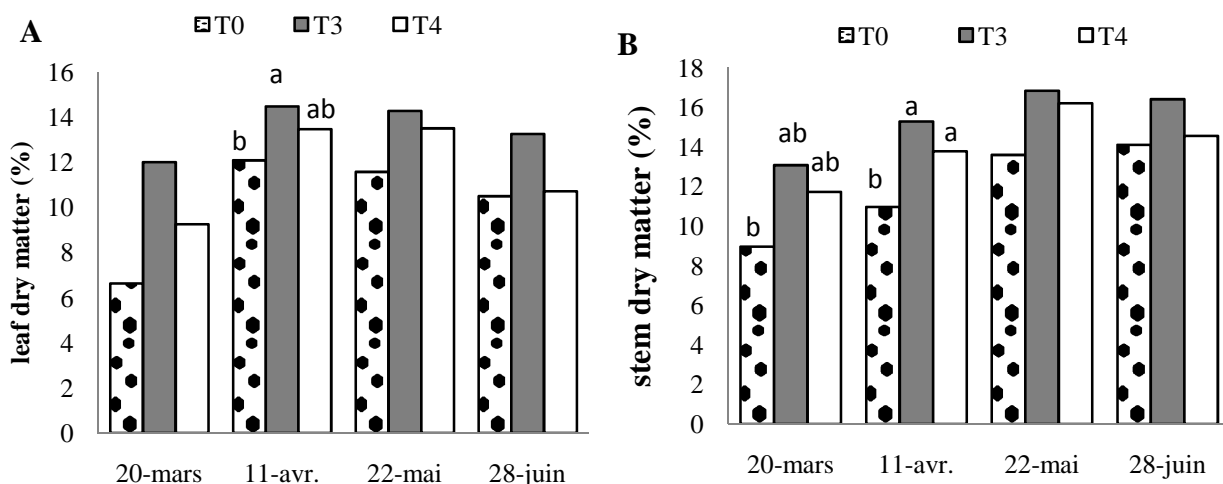 A
T0 T3 T4
leaf dry matter (%)
16
14
12
10
8
6
4
2
0
b a ab
20-mars 11-avr. 22-mai 28-juin
B
T0 T3 T4
stem dry matter (%)
18
16
14
12
10
8
6
4
2
0
b ab ab b a a
20-mars 11-avr. 22-mai 28-juin